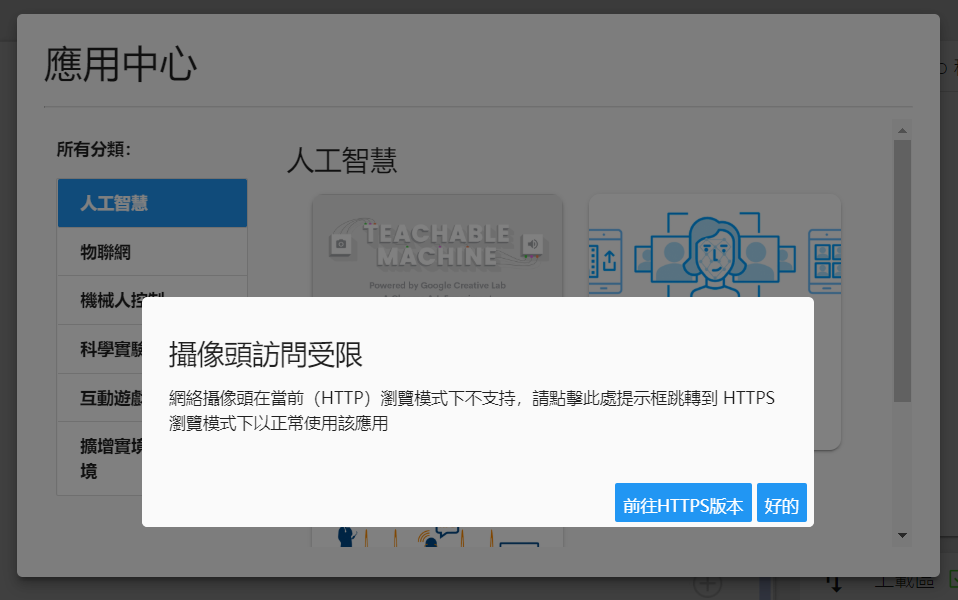 應用中心
所有分類:
人工智慧
人工智慧
物聯網
TEACHABLE
MACHINE
Powered by Google Creative Lab
機械人控制
攝像頭訪問受限
科學實驗
網絡攝像頭在當前（HTTP）瀏覽模式下不支持，請點擊此處提示框跳轉到 HTTPS
瀏覽模式下以正常使用該應用
互動遊戲
擴增實境
境
前往HTTPS版本
好的
上載區